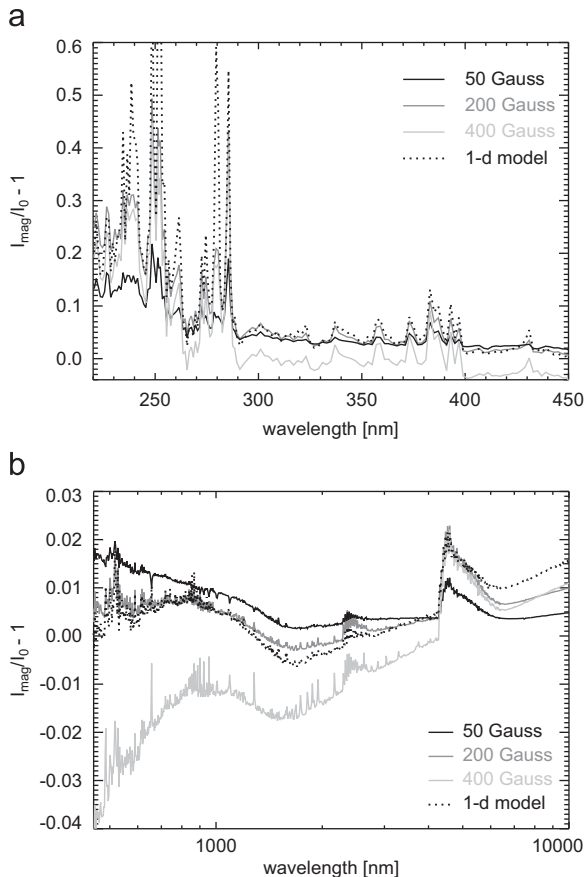 a
0.6
0.5
0.4
0.3
0.2
0.1
0.0
I_mag/I_0 - 1
50 Gauss
200 Gauss
400 Gauss
1-d model
250 300 350 400 450
wavelength [nm]
b
0.03
0.02
0.01
0.00
-0.01
-0.02
-0.03
-0.04
I_mag/I_0 - 1
50 Gauss
200 Gauss
400 Gauss
1-d model
1000 10000
wavelength [nm]